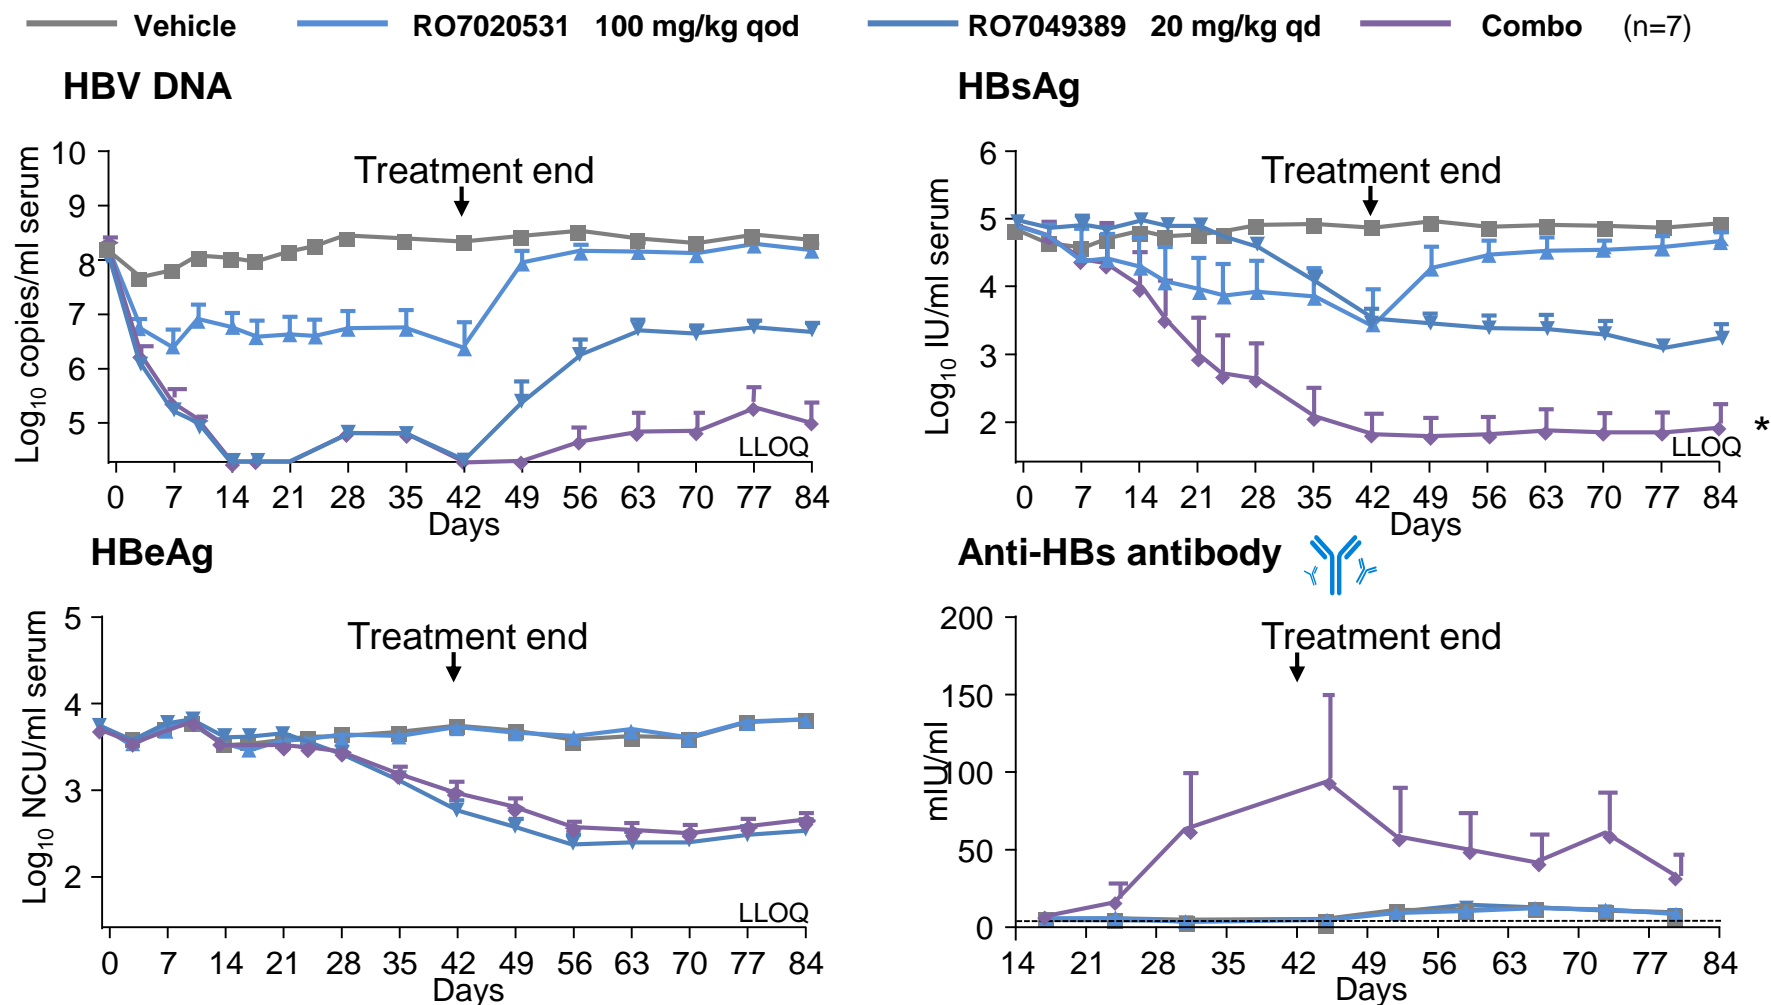 Vehicle RO7020531 100 mg/kg qod RO7049389 20 mg/kg qd Combo (n=7)
HBV DNA
Log10 copies/ml serum
10
9
8
7
6
5
Treatment end
LLOQ
0 7 14 21 28 35 42 49 56 63 70 77 84
Days
HBsAg
Log10 IU/ml serum
6
5
4
3
2
Treatment end
*
LLOQ
0 7 14 21 28 35 42 49 56 63 70 77 84
Days
HBeAg
Log10 NCU/ml serum
5
4
3
2
Treatment end
LLOQ
0 7 14 21 28 35 42 49 56 63 70 77 84
Days
Anti-HBs antibody
mIU/ml
200
150
100
50
0
Treatment end
14 21 28 35 42 49 56 63 70 77 84
Days